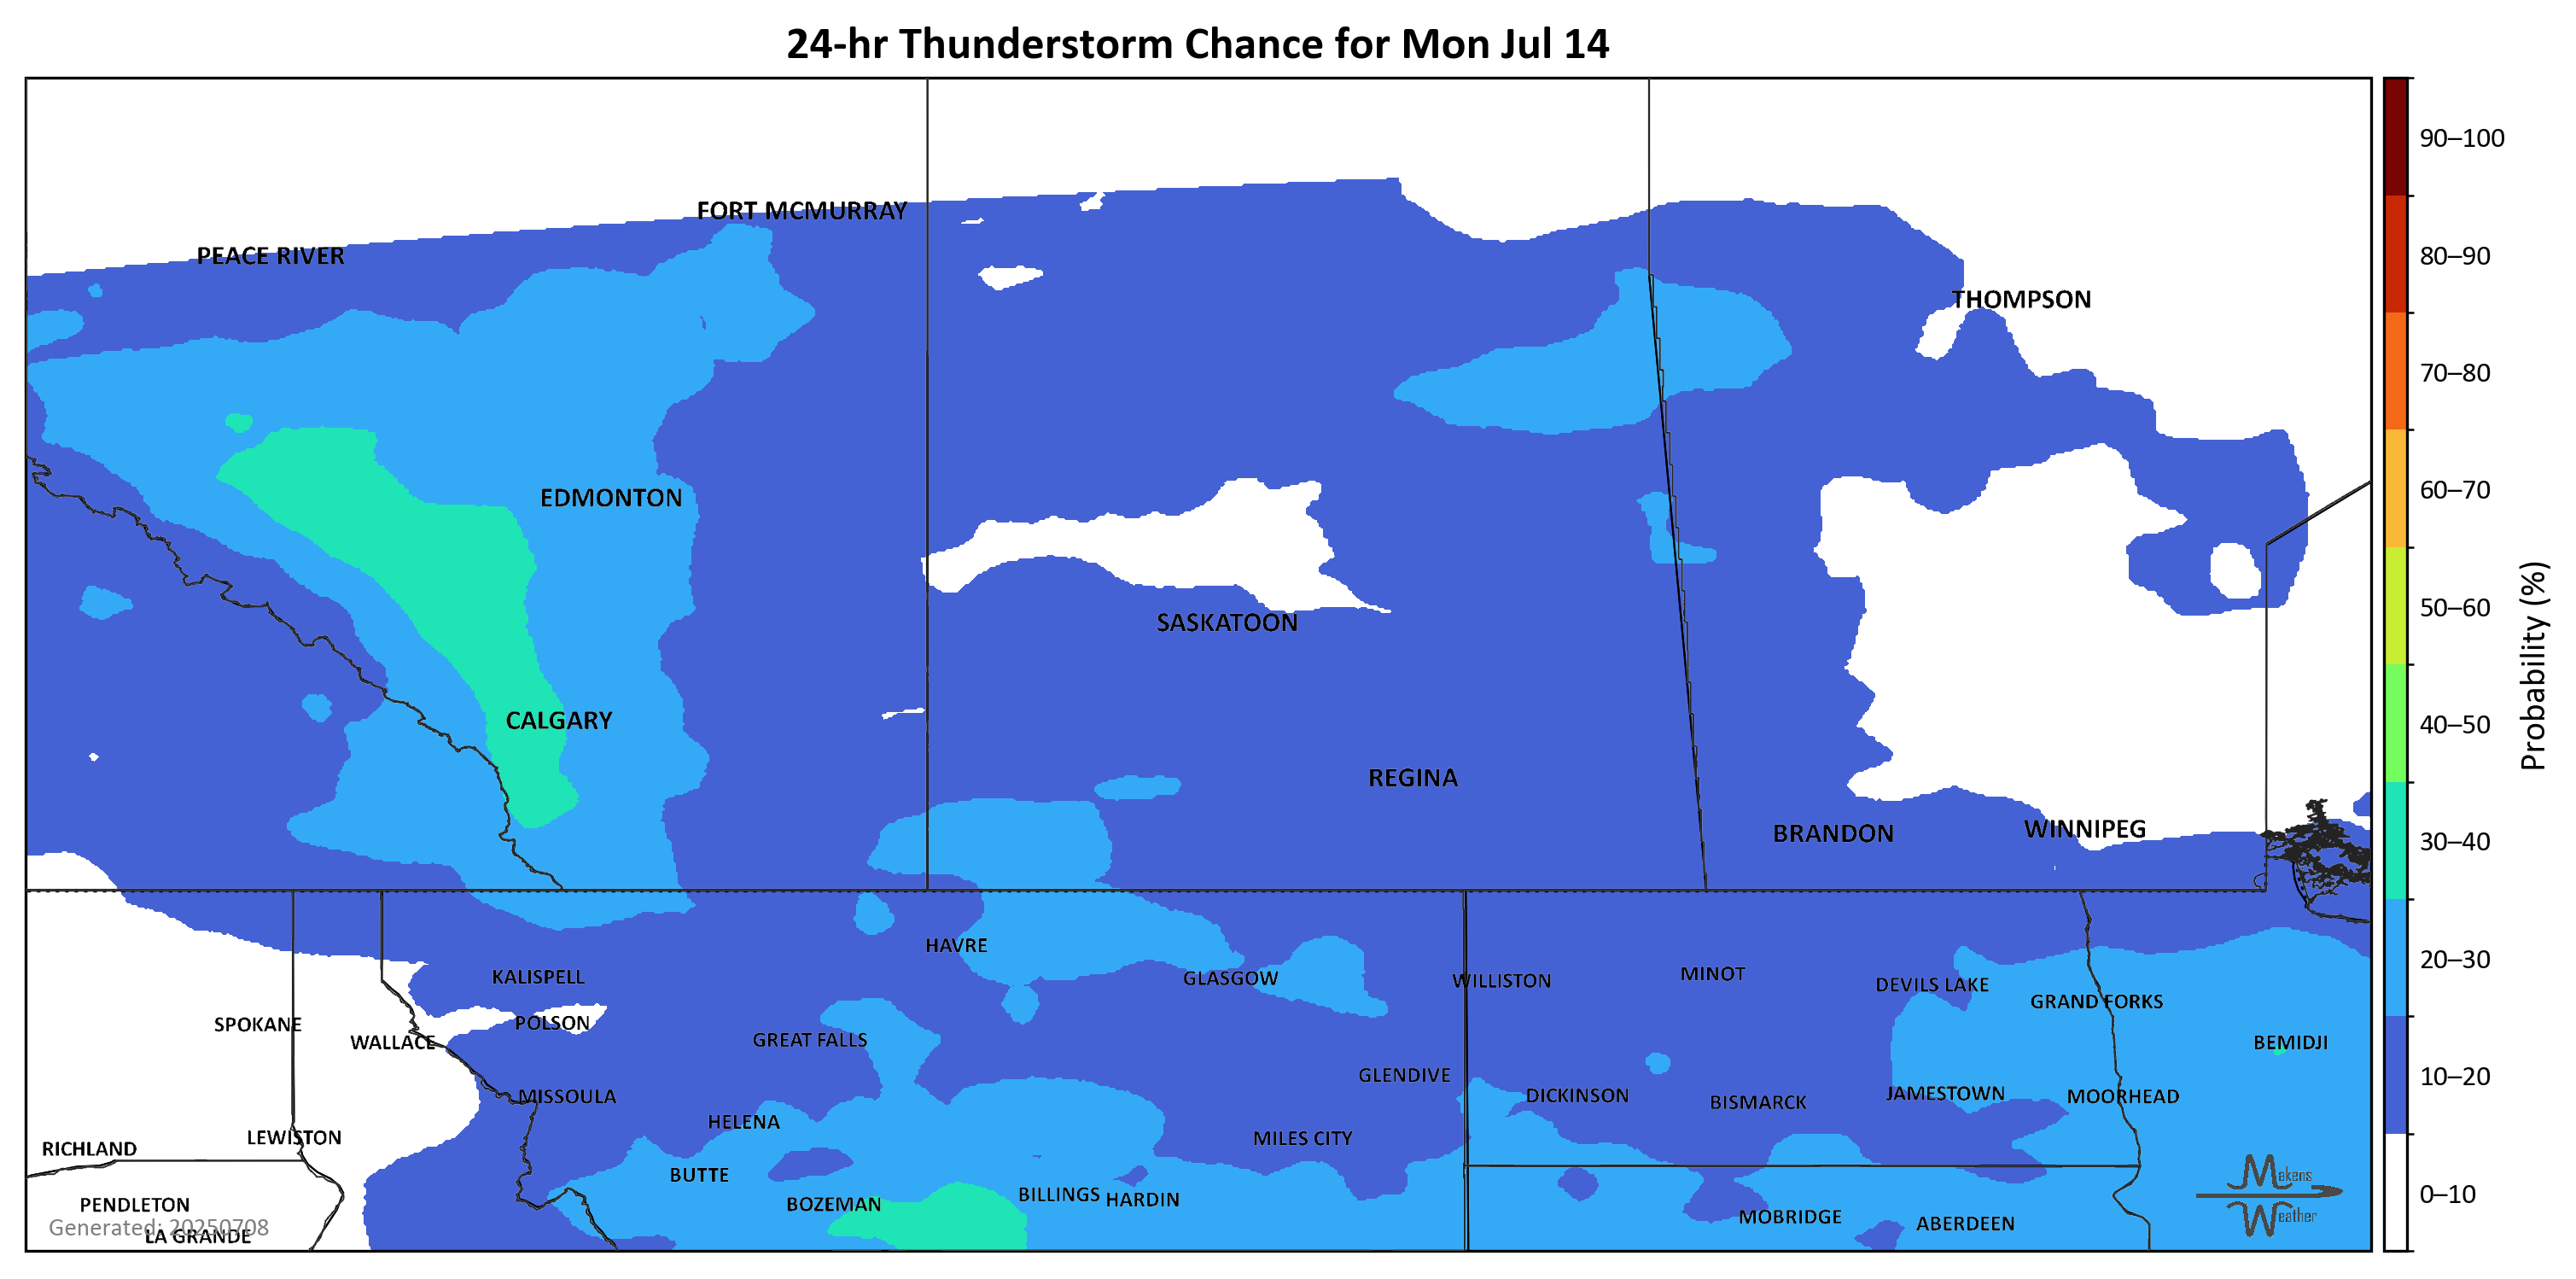 24-hr Thunderstorm Chance for Mon Jul 14
90–100
FORT MCMURRAY
PEACE RIVER
80–90
THOMPSON
70–80
60–70
EDMONTON
50–60
SASKATOON
CALGARY
40–50
Probability (%)
REGINA
WINNIPEG
BRANDON
30–40
HAVRE
20–30
MINOT
KALISPELL
GLASGOW
WILLISTON
DEVILS LAKE
GRAND FORKS
POLSON
SPOKANE
GREAT FALLS
WALLACE
BEMIDJI
GLENDIVE
10–20
JAMESTOWN
DICKINSON
MISSOULA
MOORHEAD
BISMARCK
HELENA
LEWISTON
MILES CITY
RICHLAND
BUTTE
Makens
BILLINGS
0–10
HARDIN
PENDLETON
BOZEMAN
MOBRIDGE
Weather
ABERDEEN
Generated: 20250708
LA GRANDE